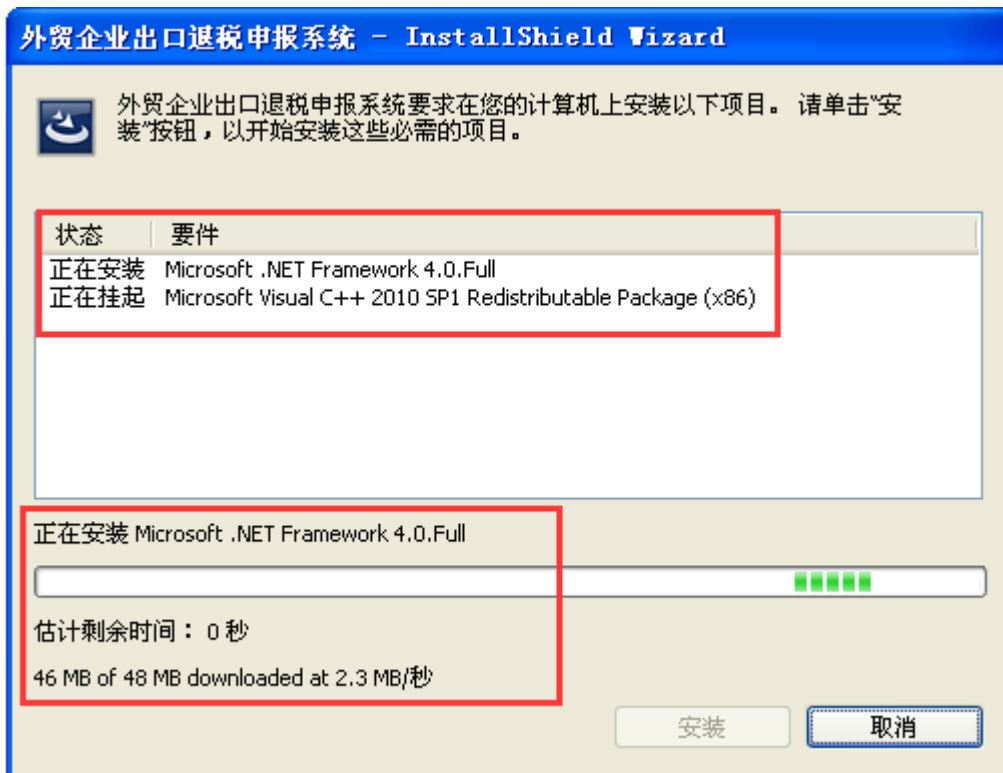 外贸企业出口退税申报系统 - InstallShield Wizard
外贸企业出口退税申报系统要求在您的计算机上安装以下项目。 请单击"安
装"按钮，以开始安装这些必需的项目。
状态 要件
正在安装 Microsoft .NET Framework 4.0.Full
正在挂起 Microsoft Visual C++ 2010 SP1 Redistributable Package (x86)
正在安装 Microsoft .NET Framework 4.0.Full
估计剩余时间： 0 秒
46 MB of 48 MB downloaded at 2.3 MB/秒
安装 取消